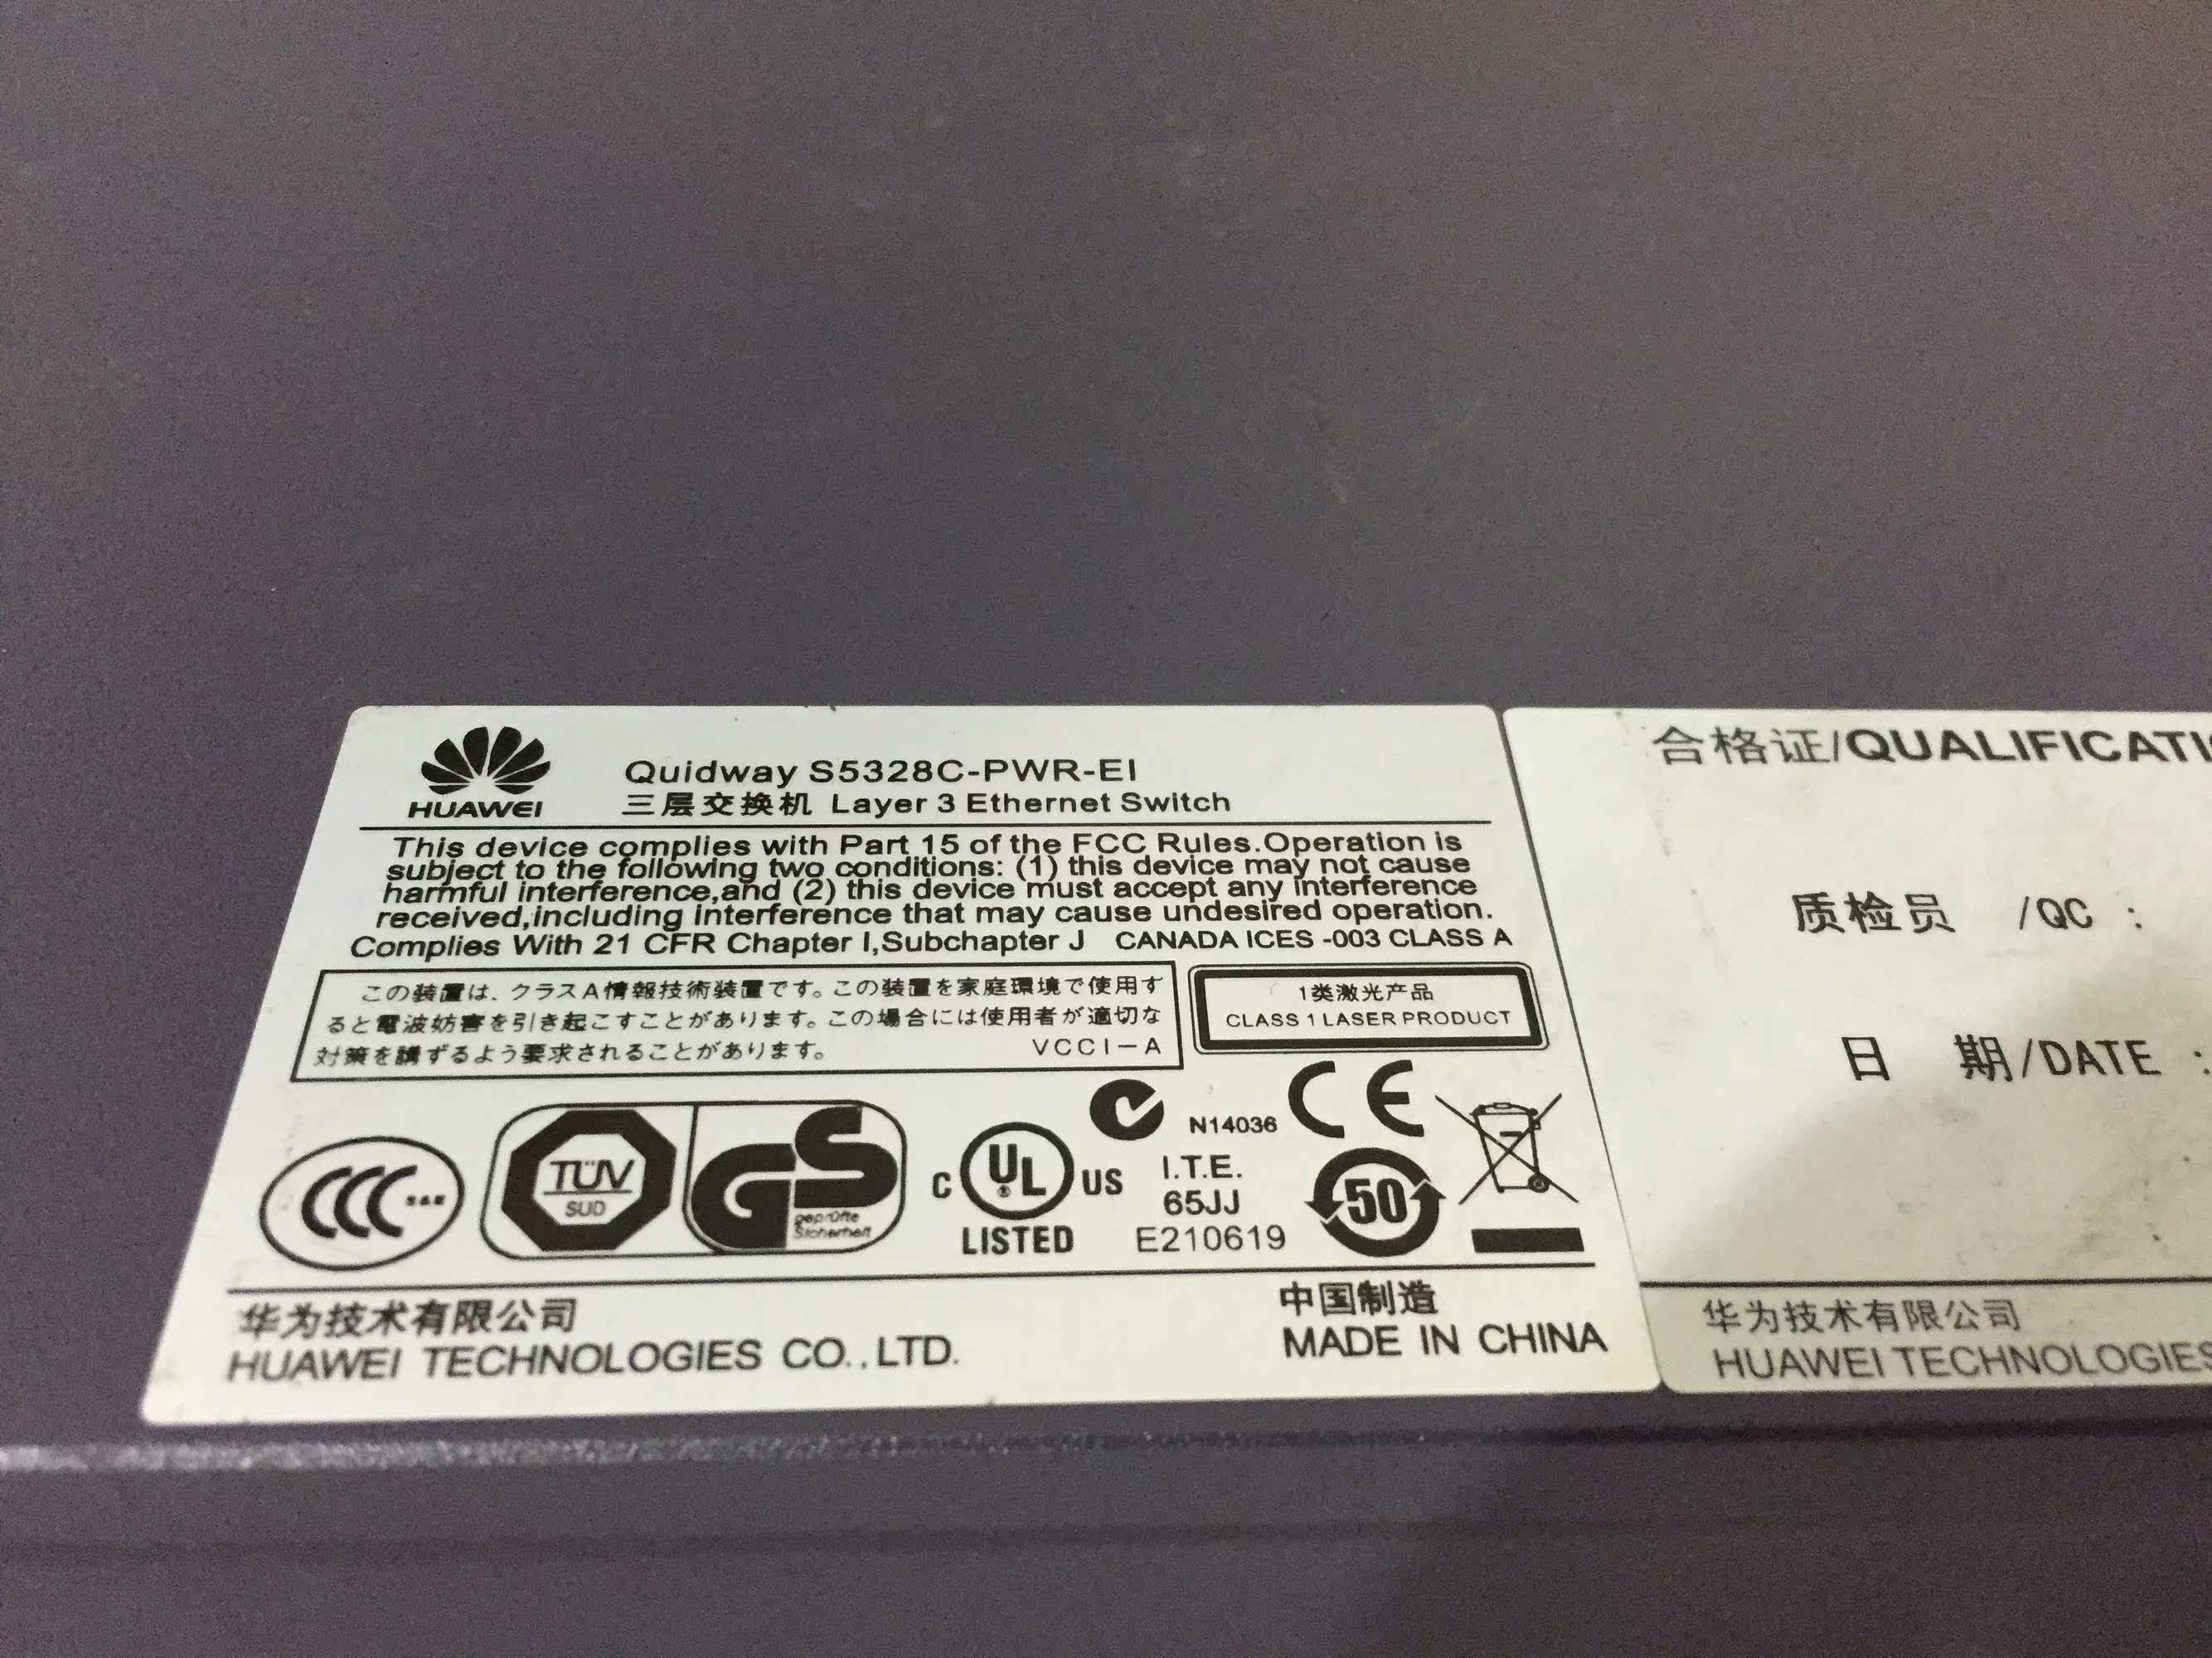 HUAWEI
Quidway S5328C-PWR-EI
三层交换机 Layer 3 Ethernet Switch
This device complies with Part 15 of the FCC Rules.Operation is
subject to the following two conditions: (1) this device may not cause
harmful interference,and (2) this device must accept any interference
received,including interference that may cause undesired operation.
Complies With 21 CFR Chapter I,Subchapter J CANADA ICES -003 CLASS A
この装置は、クラスA情報技術装置です。この装置を家庭環境で使用す
ると電波妨害を引き起こすことがあります。この場合には使用者が適切な
対策を講ずるよう要求されることがあります。 VCCI-A
1类激光产品
CLASS 1 LASER PRODUCT
N14036
CE
CCC S&E
TÜV
SUD
GS
geprüfte
Sicherheit
C UL US
®
LISTED
I.T.E.
65JJ
E210619
50
华为技术有限公司
HUAWEI TECHNOLOGIES CO.,LTD.
中国制造
MADE IN CHINA
合格证/QUALIFICATI
质检员 /QC :
日 期/DATE :
华为技术有限公司
HUAWEI TECHNOLOGIES